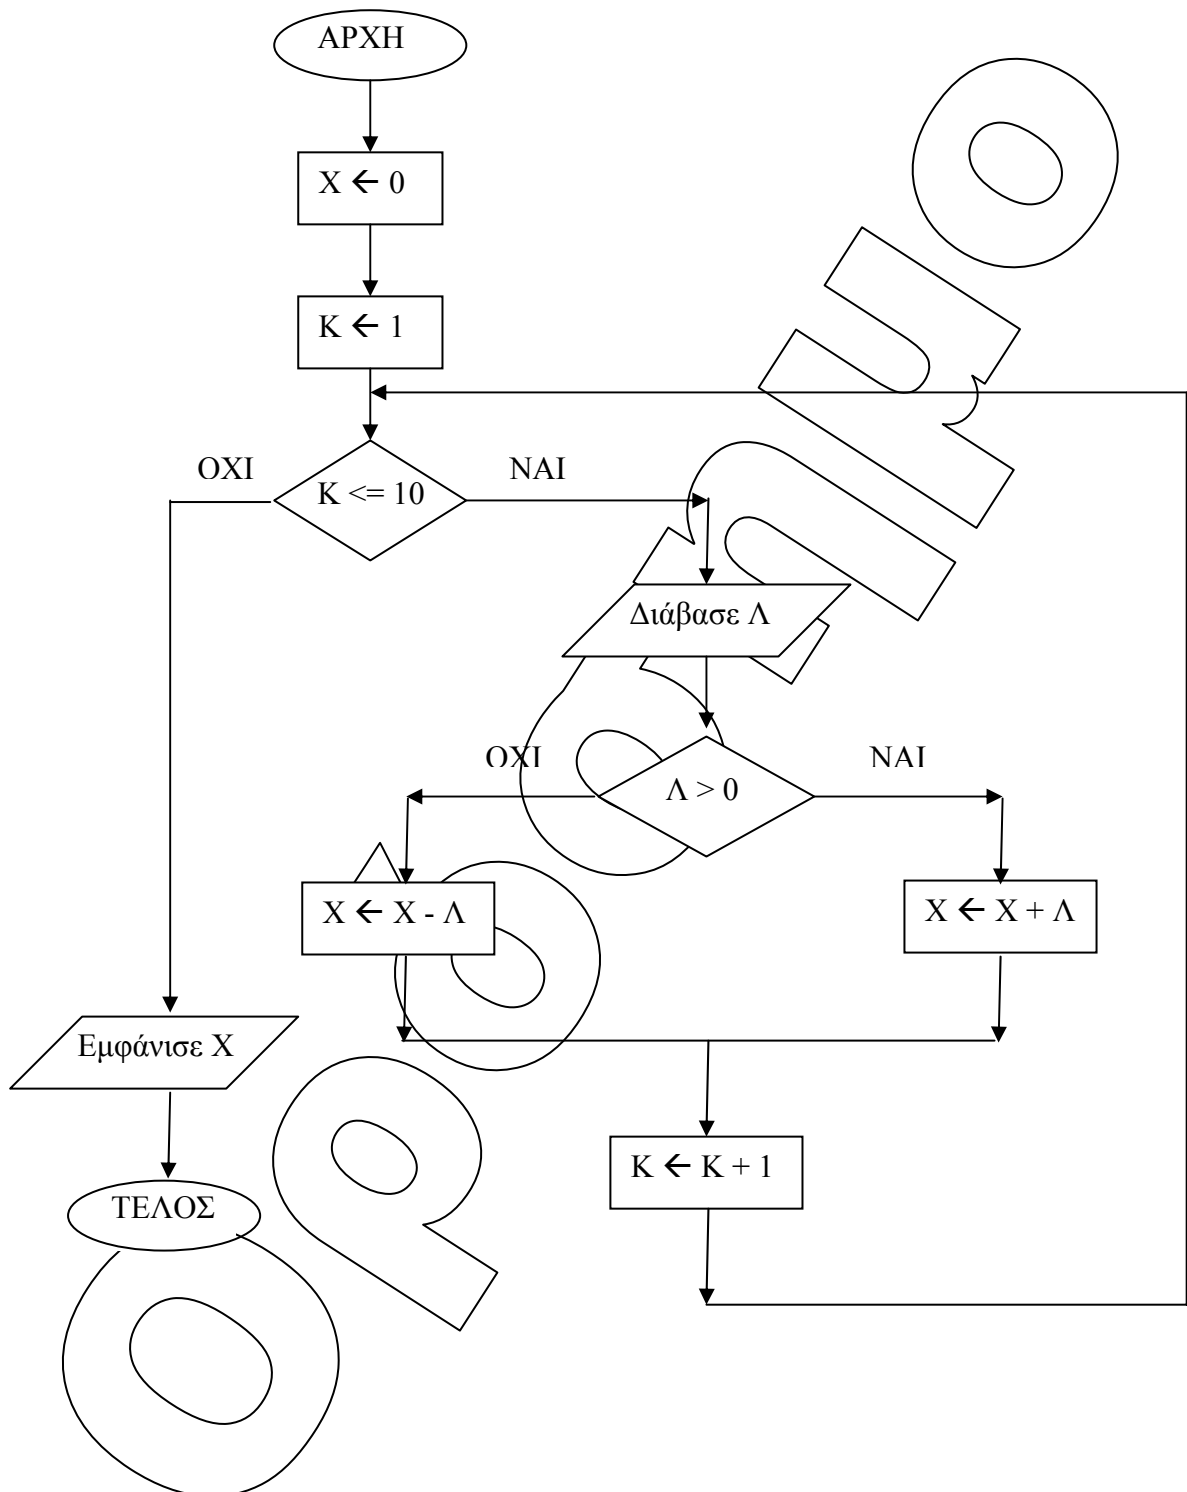 ΑΡΧΗ
Χ ← 0
Κ ← 1
ΟΧΙ
Κ <= 10
ΝΑΙ
Διάβασε Λ
ΟΧΙ
Λ > 0
ΝΑΙ
Χ ← Χ - Λ
Χ ← Χ + Λ
Εμφάνισε Χ
Κ ← Κ + 1
ΤΕΛΟΣ